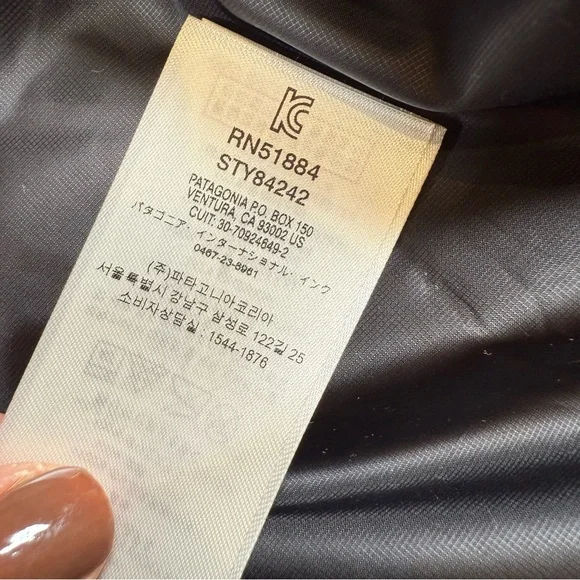 RN51884
STY84242
PATAGONIA P.O. BOX 150
VENTURA, CA 93002 US
CUIT: 30-70924649-2
パタゴニア・インターナショナル・インク
0467-23-8961
(주)파타고니아코리아
서울특별시 강남구 삼성로 122길 25
소비자상담실 : 1544-1876